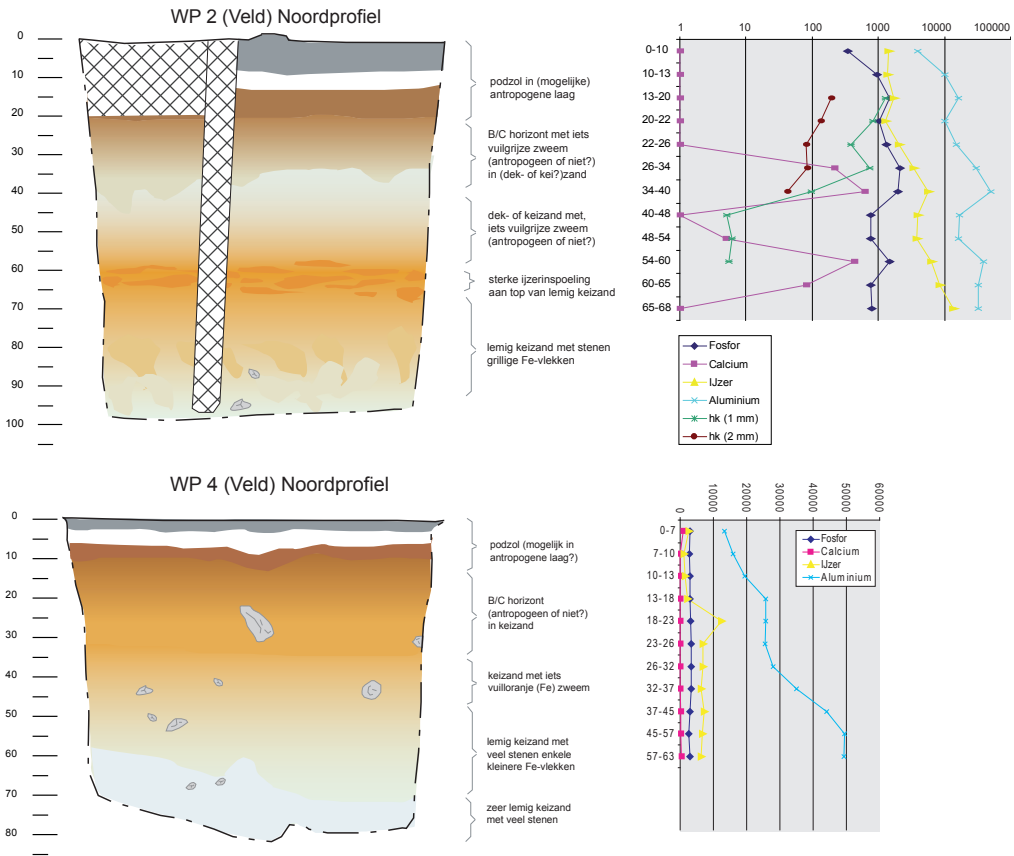 WP 2 (Veld) Noordprofiel
0
10
20
30
40
50
60
70
80
90
100
podzol in (mogelijke)
antropogene laag
B/C horizont met iets
vuilgrijze zweem
(antropogeen of niet?)
in (dek- of kei?)zand
dek- of keizand met,
iets vuilgrijze zweem
(antropogeen of niet?)
sterke ijzerinspoeling
aan top van lemig keizand
lemig keizand met stenen
grillige Fe-vlekken
1 10 100 1000 10000 100000
0-10
10-13
13-20
20-22
22-26
26-34
34-40
40-48
48-54
54-60
60-65
65-68
Fosfor
Calcium
IJzer
Aluminium
hk (1 mm)
hk (2 mm)
WP 4 (Veld) Noordprofiel
0
10
20
30
40
50
60
70
80
podzol (mogelijk in
antropogene laag?)
B/C horizont
(antropogeen of niet?)
in keizand
keizand met iets
vuilloranje (Fe) zweem
lemig keizand met
veel stenen enkele
kleinere Fe-vlekken
zeer lemig keizand
met veel stenen
0 10000 20000 30000 40000 50000 60000
0-7
7-10
10-13
13-18
18-23
23-26
26-32
32-37
37-45
45-57
57-63
Fosfor
Calcium
IJzer
Aluminium